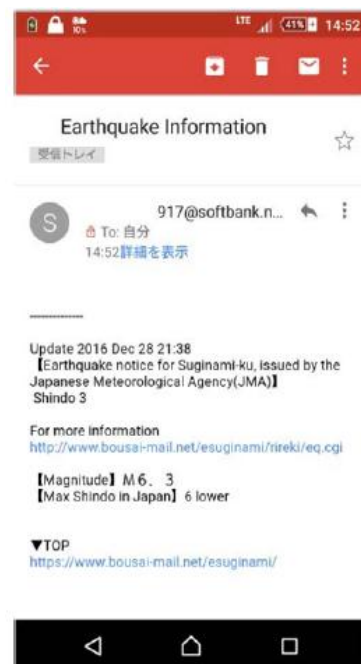 10%
LTE 41% 14:52
Earthquake Information
受信トレイ
S
917@softbank.n...
To: 自分
14:52詳細を表示
-------------
Update 2016 Dec 28 21:38
【Earthquake notice for Suginami-ku, issued by the
Japanese Meteorological Agency(JMA)】
Shindo 3
For more information
http://www.bousai-mail.net/esuginami/rireki/eq.cgi
【Magnitude】Ｍ６．３
【Max Shindo in Japan】6 lower
▼TOP
https://www.bousai-mail.net/esuginami/